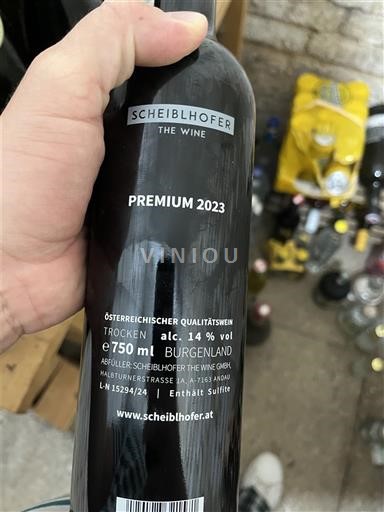 SCHEIBLHOFER
THE WINE
PREMIUM 2023
VINIOU
ÖSTERREICHISCHER QUALITÄTSWEIN
TROCKEN alc. 14 % vol
e 750 ml BURGENLAND
ABFÜLLER: SCHEIBLHOFER THE WINE GMBH,
HALBTURNERSTRASSE 1A, A-7163 ANDAU
L-N 15294/24 | Enthält Sulfite
www.scheiblhofer.at